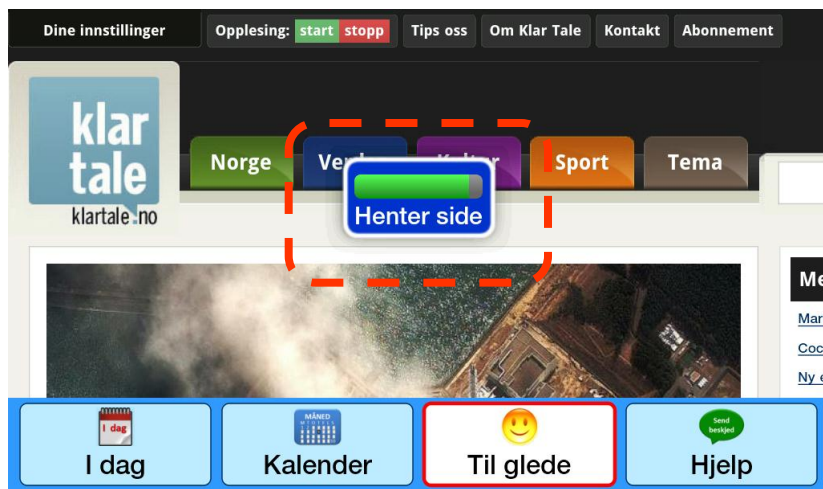 Dine innstillinger
Opplesing: start stopp
Tips oss
Om Klar Tale
Kontakt
Abonnement
klar
tale
klartale.no
Norge
Sport
Tema
Henter side
I dag
MÅNED
Send
beskjed
I dag
Kalender
Til glede
Hjelp